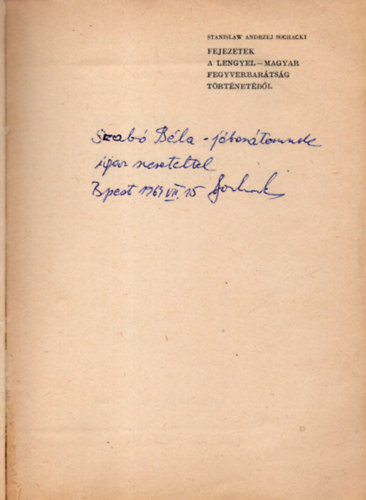 STANISLAW ANDRZEJ SOCHACKI
FEJEZETEK
A LENGYEL—MAGYAR
FEGYVERBARÁTSÁG
TÖRTÉNETÉBŐL
Szabó Béla - jóbarátomnak
igaz szeretettel
Bpest 1969 VII. 15